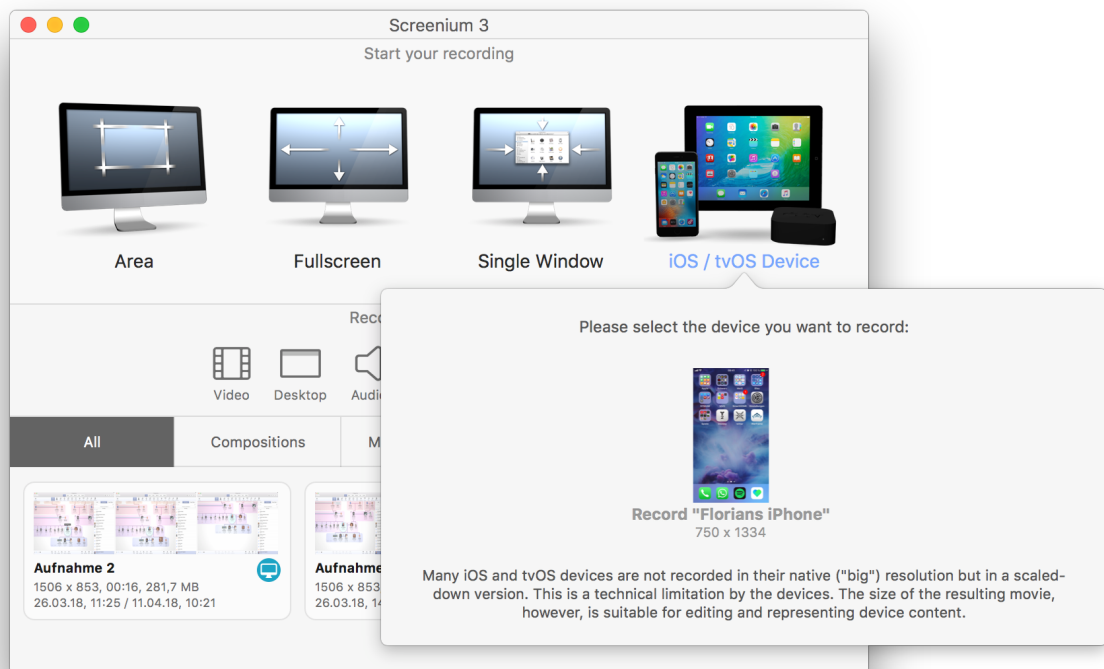 Screenium 3
Start your recording
Area
Fullscreen
Single Window
iOS / tvOS Device
Please select the device you want to record:
Video
Desktop
All
Compositions
Record "Florians iPhone"
750 x 1334
Aufnahme 2
1506 x 853, 00:16, 281,7 MB
26.03.18, 11:25 / 11.04.18, 10:21
Aufnahme
1506 x 853
26.03.18, 14
Many iOS and tvOS devices are not recorded in their native ("big") resolution but in a scaled-
down version. This is a technical limitation by the devices. The size of the resulting movie,
however, is suitable for editing and representing device content.